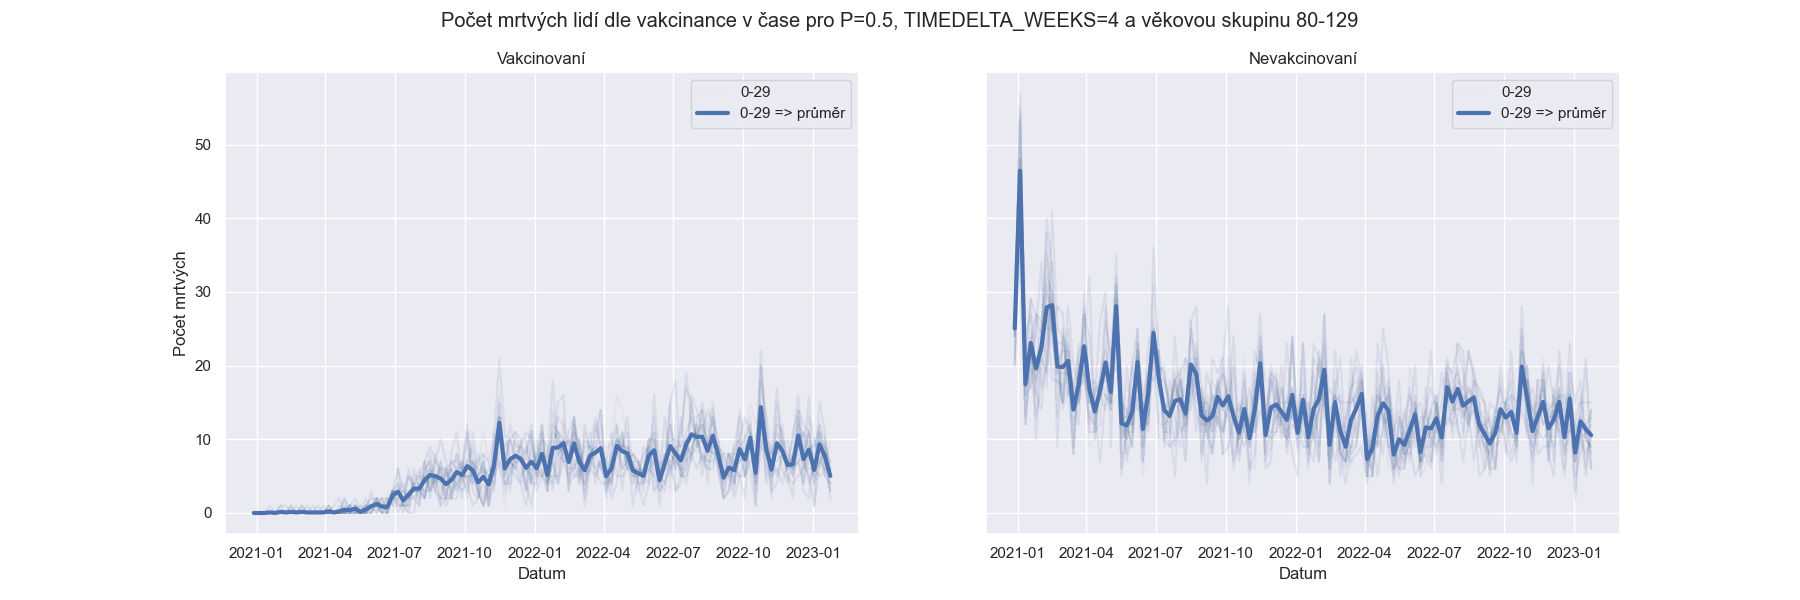 Počet mrtvých lidí dle vakcinance v čase pro P=0.5, TIMEDELTA_WEEKS=4 a věkovou skupinu 80-129
Vakcinovaní
0-29
0-29 => průměr
50
40
30
20
10
0
Počet mrtvých
2021-01 2021-04 2021-07 2021-10 2022-01 2022-04 2022-07 2022-10 2023-01
Datum
Nevakcinovaní
0-29
0-29 => průměr
2021-01 2021-04 2021-07 2021-10 2022-01 2022-04 2022-07 2022-10 2023-01
Datum